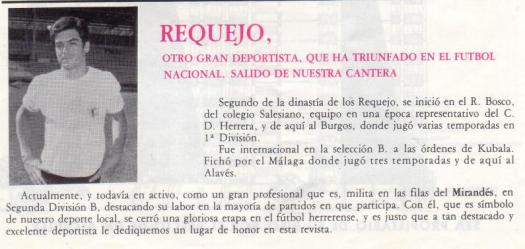 REQUEJO,
OTRO GRAN DEPORTISTA, QUE HA TRIUNFADO EN EL FUTBOL
NACIONAL, SALIDO DE NUESTRA CANTERA
Segundo de la dinastía de los Requejo, se inició en el R. Bosco,
del colegio Salesiano, equipo en una época representativo del C.
D. Herrera, y de aquí al Burgos, donde jugó varias temporadas en
1ª División.
Fue internacional en la selección B. a las órdenes de Kubala.
Fichó por el Málaga donde jugó tres temporadas y de aquí al
Alavés.
Actualmente, y todavía en activo, como un gran profesional que es, milita en las filas del Mirandés, en
Segunda División B, destacando su labor en la mayoría de partidos en que participa. Con él, que es símbolo
de nuestro deporte local, se cerró una gloriosa etapa en el fútbol herrerense, y es justo que a tan destacado y
excelente deportista le dediquemos un lugar de honor en esta revista.